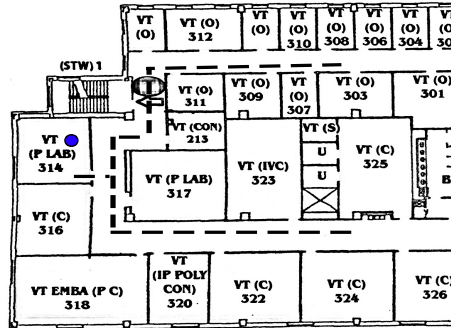 VT
(O)
VT (O)
312
VT
(O)
VT
(O)
310
VT
(O)
308
VT
(O)
306
VT
(O)
304
VT
(O)
(STW) 1
VT (O)
311
VT (O)
309
VT
(O)
307
VT (O)
303
VT (O)
301
VT (CON)
213
VT
(P LAB)
314
VT (P LAB)
317
VT (IVC)
323
VT (S)
U
U
VT (C)
325
VT (C)
316
VT EMBA (P C)
318
VT
(IP POLY
CON)
320
VT (C)
322
VT (C)
324
VT (C)
326